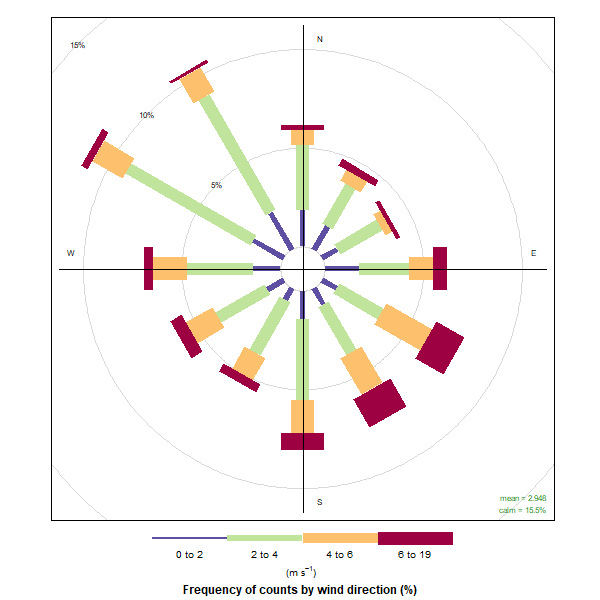 15%
N
10%
5%
W
E
S
mean = 2.948
calm = 15.5%
0 to 2 2 to 4 4 to 6 6 to 19
(m s⁻¹)
Frequency of counts by wind direction (%)